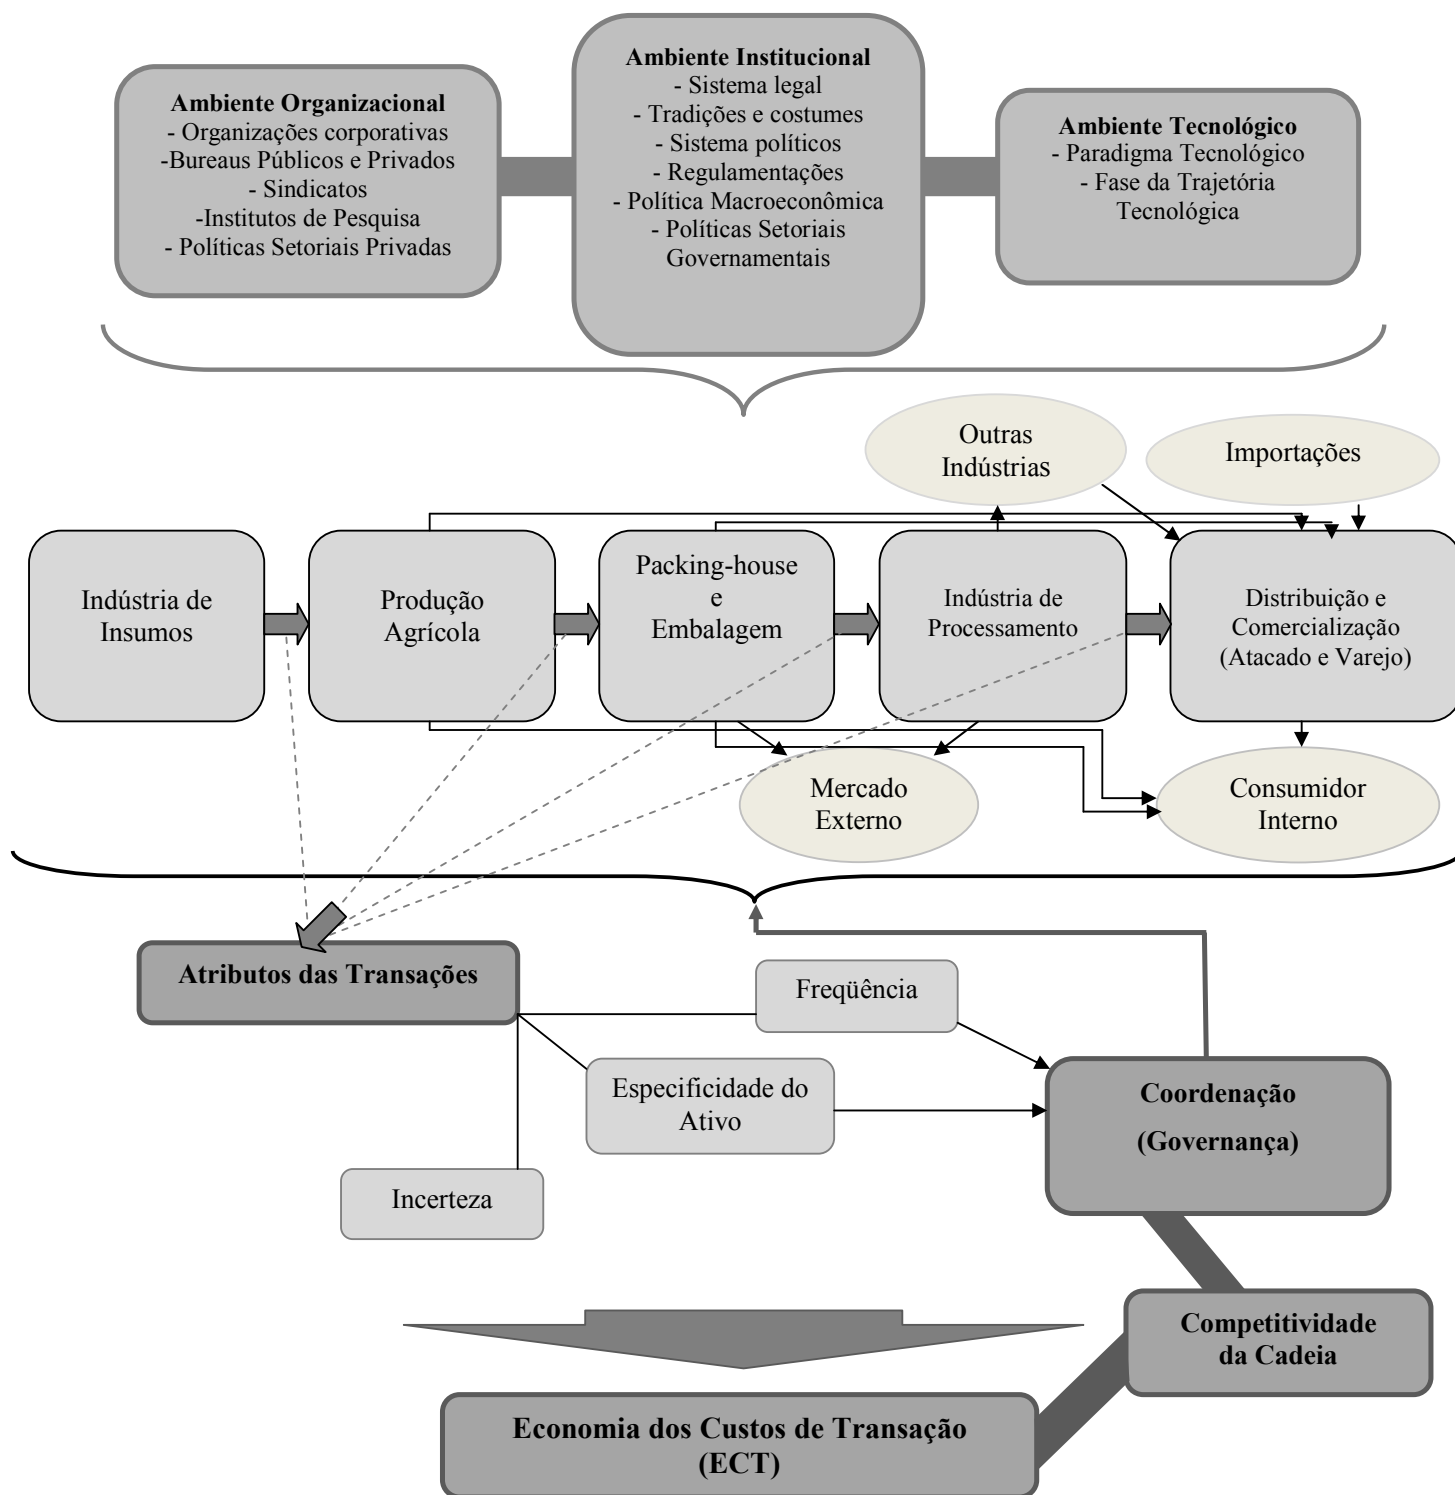 Ambiente Organizacional
- Organizações corporativas
-Bureaus Públicos e Privados
- Sindicatos
-Institutos de Pesquisa
- Políticas Setoriais Privadas
Ambiente Institucional
- Sistema legal
- Tradições e costumes
- Sistema políticos
- Regulamentações
- Política Macroeconômica
- Políticas Setoriais
Governamentais
Ambiente Tecnológico
- Paradigma Tecnológico
- Fase da Trajetória
Tecnológica
Outras
Indústrias
Importações
Indústria de
Insumos
Produção
Agrícola
Packing-house
e
Embalagem
Indústria de
Processamento
Distribuição e
Comercialização
(Atacado e Varejo)
Mercado
Externo
Consumidor
Interno
Atributos das Transações
Freqüência
Especificidade do
Ativo
Incerteza
Coordenação
(Governança)
Competitividade
da Cadeia
Economia dos Custos de Transação
(ECT)